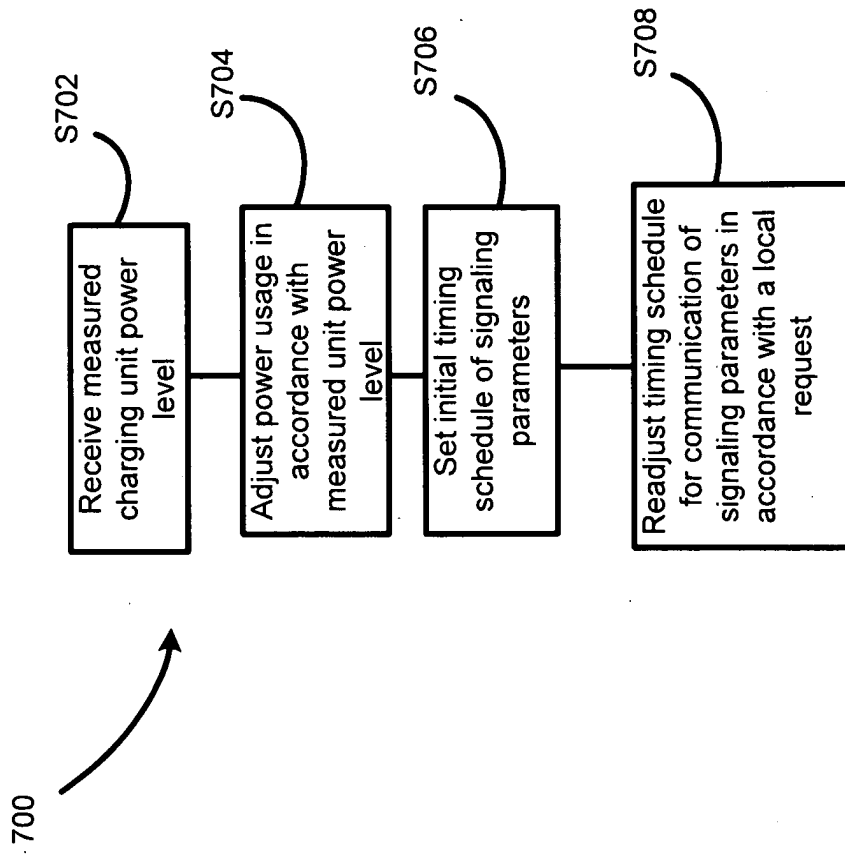 700
S702
Receive measured
charging unit power
level
S704
Adjust power usage in
accordance with
measured unit power
level
S706
Set initial timing
schedule of signaling
parameters
S708
Readjust timing schedule
for communication of
signaling parameters in
accordance with a local
request